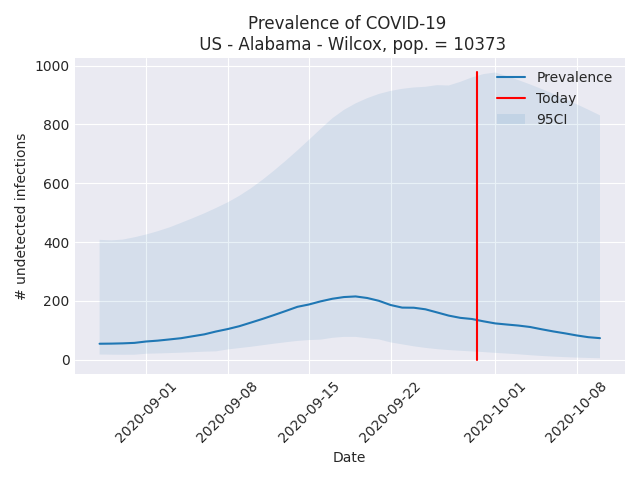 Prevalence of COVID-19
US - Alabama - Wilcox, pop. = 10373
Prevalence
Today
95CI
1000
800
600
400
200
0
# undetected infections
2020-09-01
2020-09-08
2020-09-15
2020-09-22
2020-10-01
2020-10-08
Date